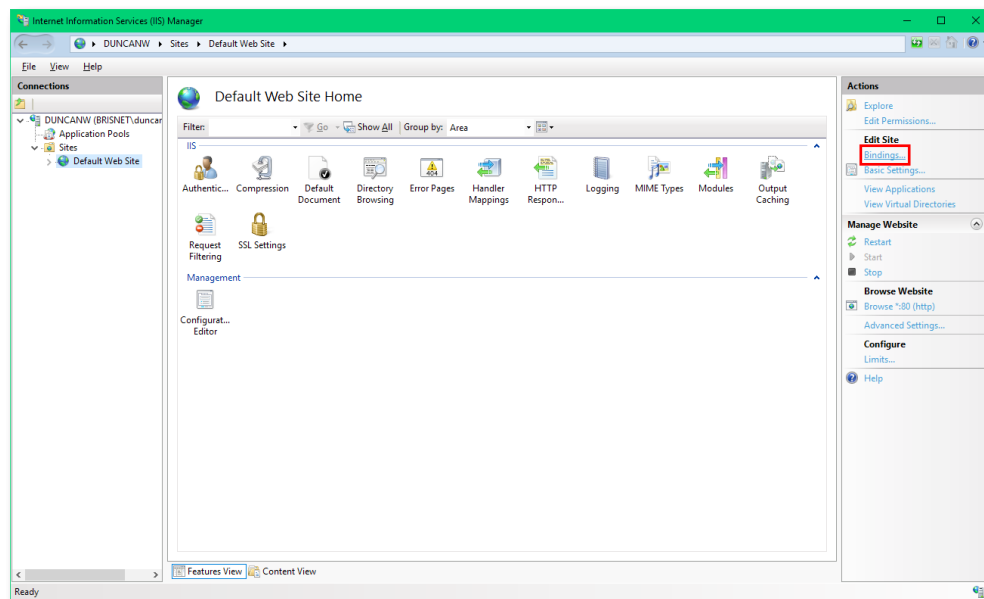 Internet Information Services (IIS) Manager
DUNCANW Sites Default Web Site
File View Help
Connections
DUNCANW (BRISNET\duncar
Application Pools
Sites
Default Web Site
Default Web Site Home
Filter: Go Show All Group by: Area
IIS
Authentic... Compression Default Document Directory Browsing Error Pages Handler Mappings HTTP Respon... Logging MIME Types Modules Output Caching
Request Filtering SSL Settings
Management
Configurat... Editor
Features View Content View
Ready
Actions
Explore
Edit Permissions...
Edit Site
Bindings...
Basic Settings...
View Applications
View Virtual Directories
Manage Website
Restart
Start
Stop
Browse Website
Browse *:80 (http)
Advanced Settings...
Configure
Limits...
Help